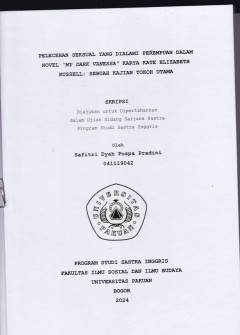 PELECEHAN SEKSUAL YANG DIALAMI PEREMPUAN DALAM
NOVEL "MY DARK VANESSA" KARYA KATE ELIZABETH
RUSSELL: SEBUAH KAJIAN TOKOH UTAMA
SKRIPSI
Diajukan untuk Dipertahankan
dalam Ujian Sidang Sarjana Sastra
Program Studi Sastra Inggris
Oleh
Safitri Dyah Puspa Pradini
041119042
UNIVERSITAS
PAKUAN
PROGRAM STUDI SASTRA INGGRIS
FAKULTAS ILMU SOSIAL DAN ILMU BUDAYA
UNIVERSITAS PAKUAN
BOGOR
2024